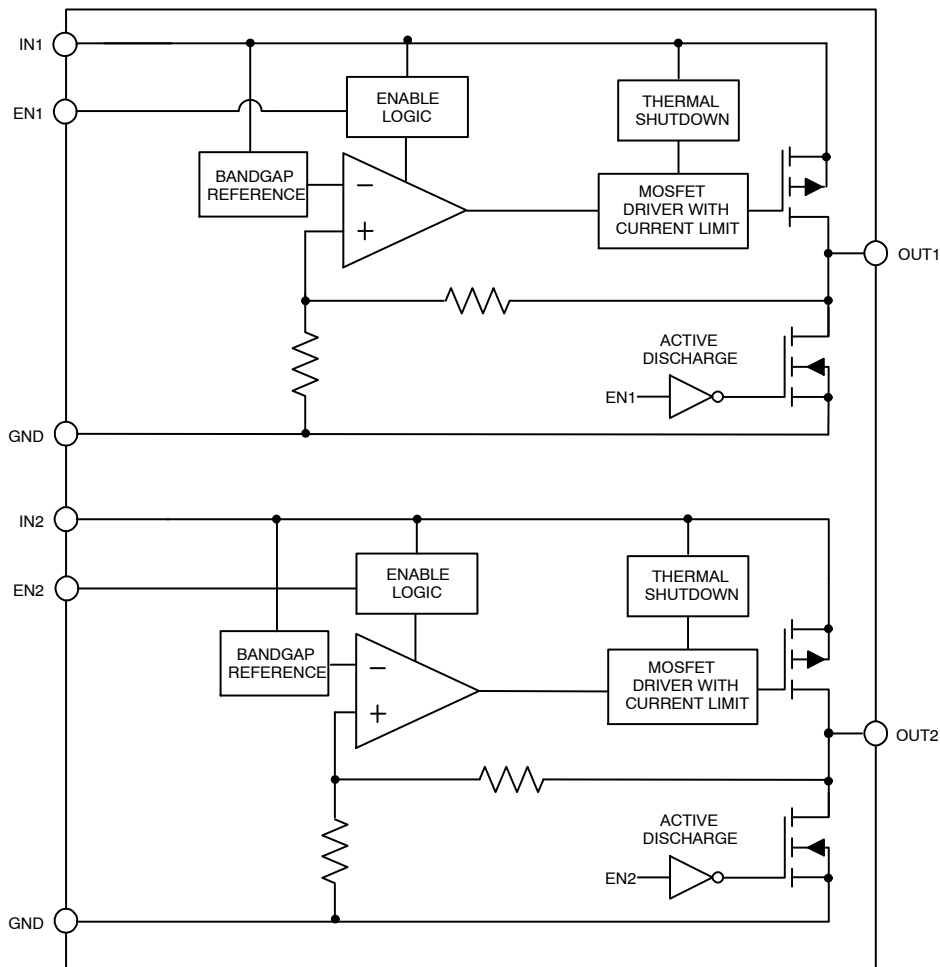 IN1
EN1
ENABLE
LOGIC
THERMAL
SHUTDOWN
BANDGAP
REFERENCE
−
+
MOSFET
DRIVER WITH
CURRENT LIMIT
OUT1
ACTIVE
DISCHARGE
EN1
GND
IN2
EN2
ENABLE
LOGIC
THERMAL
SHUTDOWN
BANDGAP
REFERENCE
−
+
MOSFET
DRIVER WITH
CURRENT LIMIT
OUT2
ACTIVE
DISCHARGE
EN2
GND